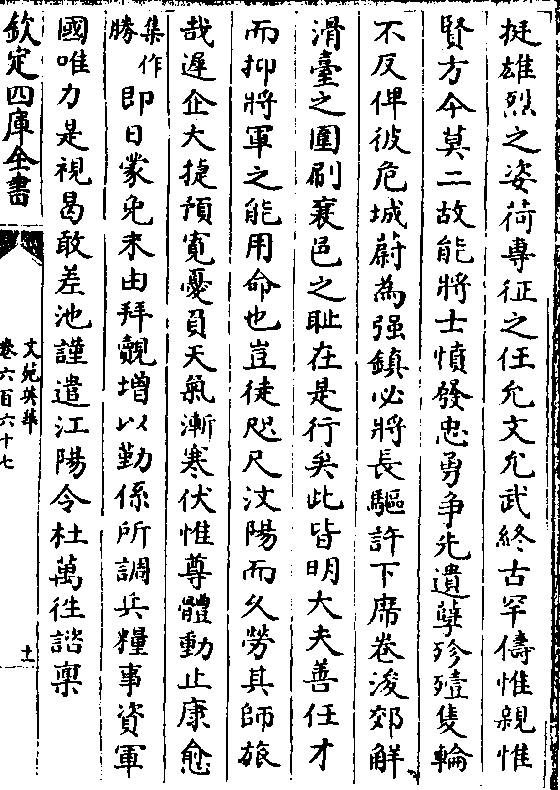 挺雄烈之姿荷專征之任允文允武終古罕儔惟親惟
賢方今莫二故能將士憤發忠勇争先遺孽殄殪隻輪
不反俾彼危城蔚為强鎮必將長驅許下席卷浚郊解
滑臺之圍刷襄邑之恥在是行矣此皆明大夫善任才
而抑將軍之能用命也豈徒咫尺汶陽而久勞其師旅
哉遲企大捷預寛憂負天氣漸寒伏惟尊體動止康愈
集作勝即日蒙免未由拜覿增以勤係所調兵糧事資軍
國唯力是視曷敢差池謹遣江陽令杜萬徃諮稟
欽定四庫全書
文苑英華
卷六百六十七
十一